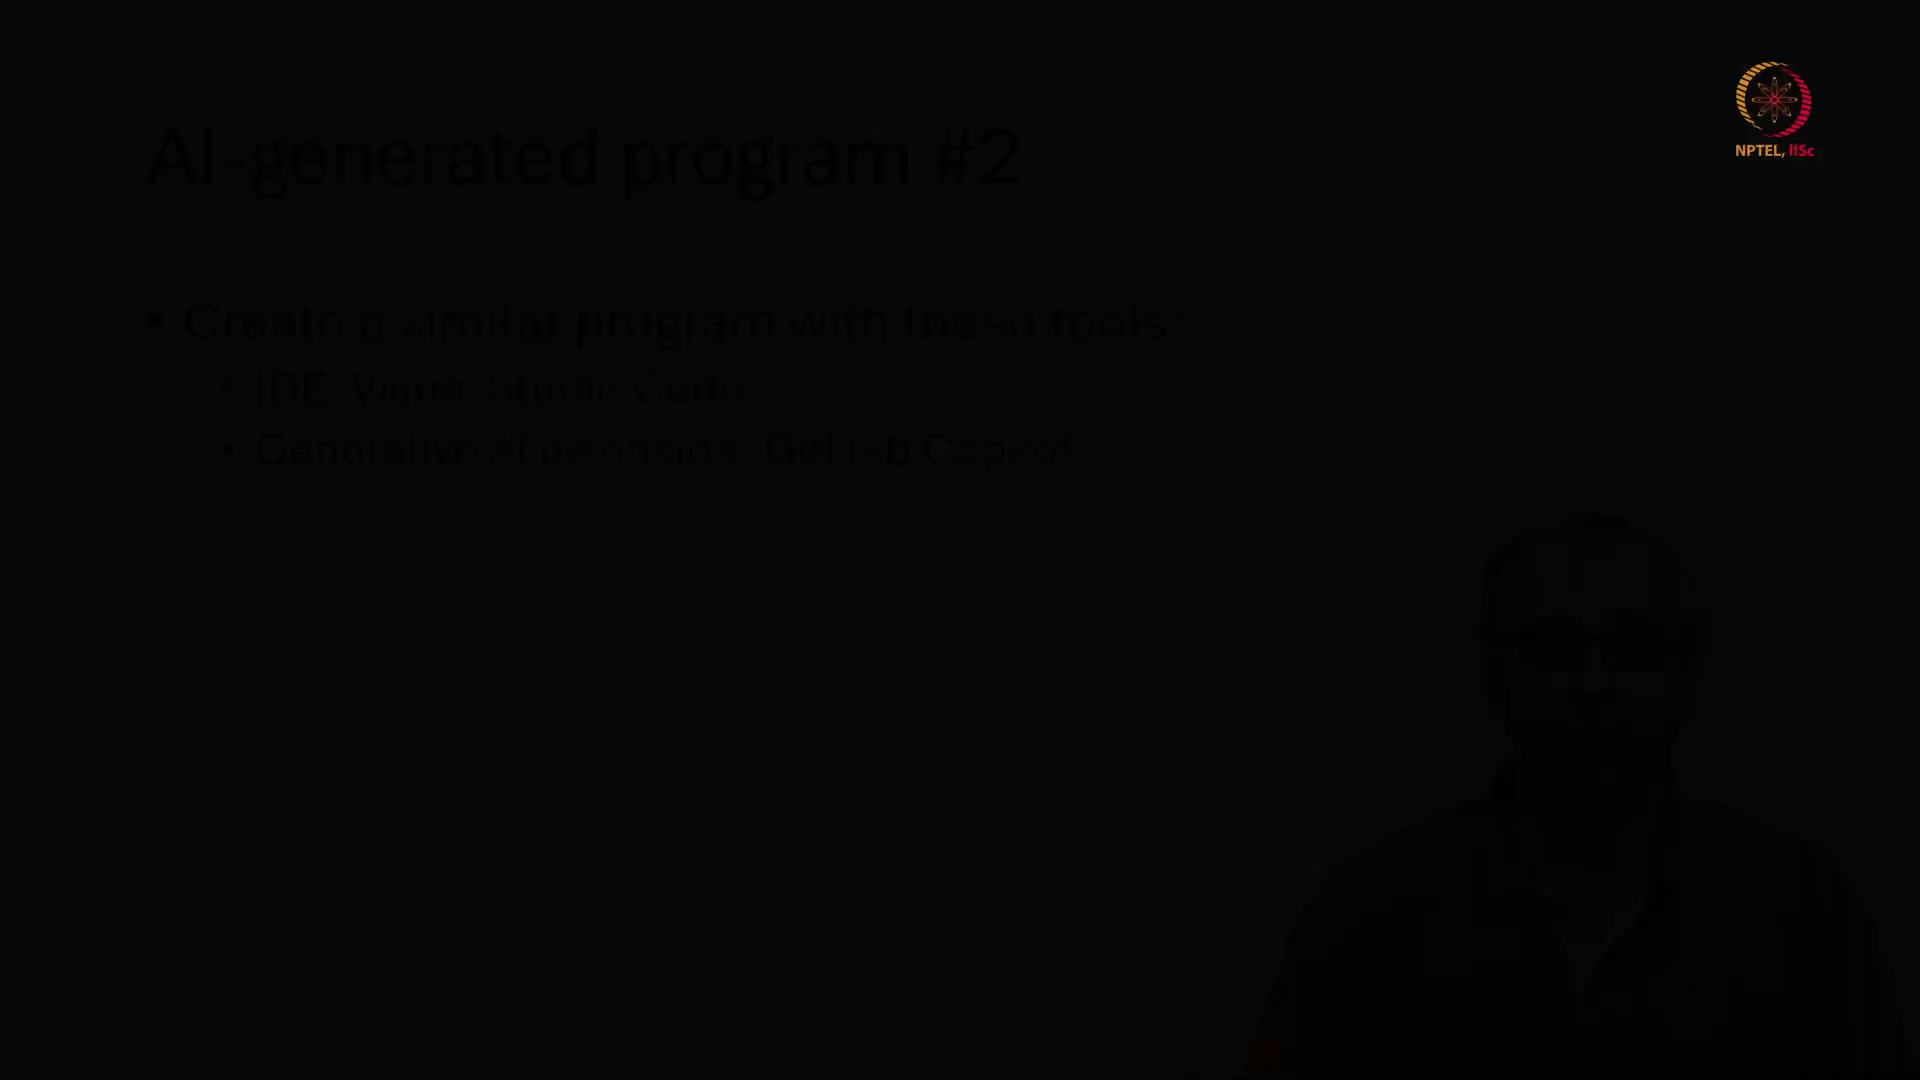 NPTEL, IISc
AI-generated program #2
Create a similar program with these tools:
IDE: Visual Studio Code
Generative AI extension: GitHub Copilot